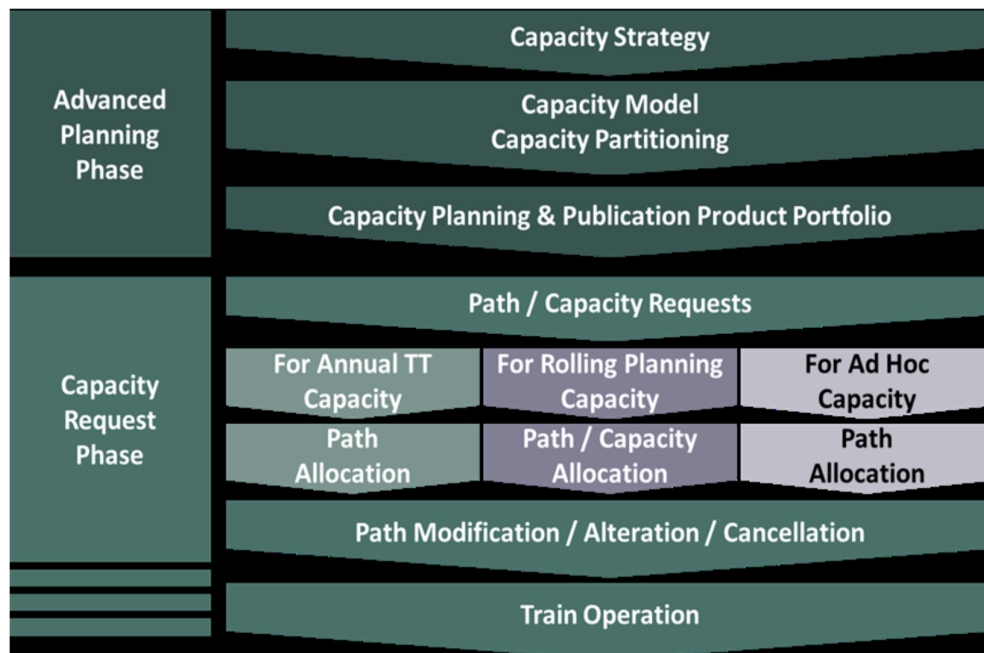 Advanced
Planning
Phase
Capacity Strategy
Capacity Model
Capacity Partitioning
Capacity Planning & Publication Product Portfolio
Capacity
Request
Phase
Path / Capacity Requests
For Annual TT
Capacity
For Rolling Planning
Capacity
For Ad Hoc
Capacity
Path
Allocation
Path / Capacity
Allocation
Path
Allocation
Path Modification / Alteration / Cancellation
Train Operation